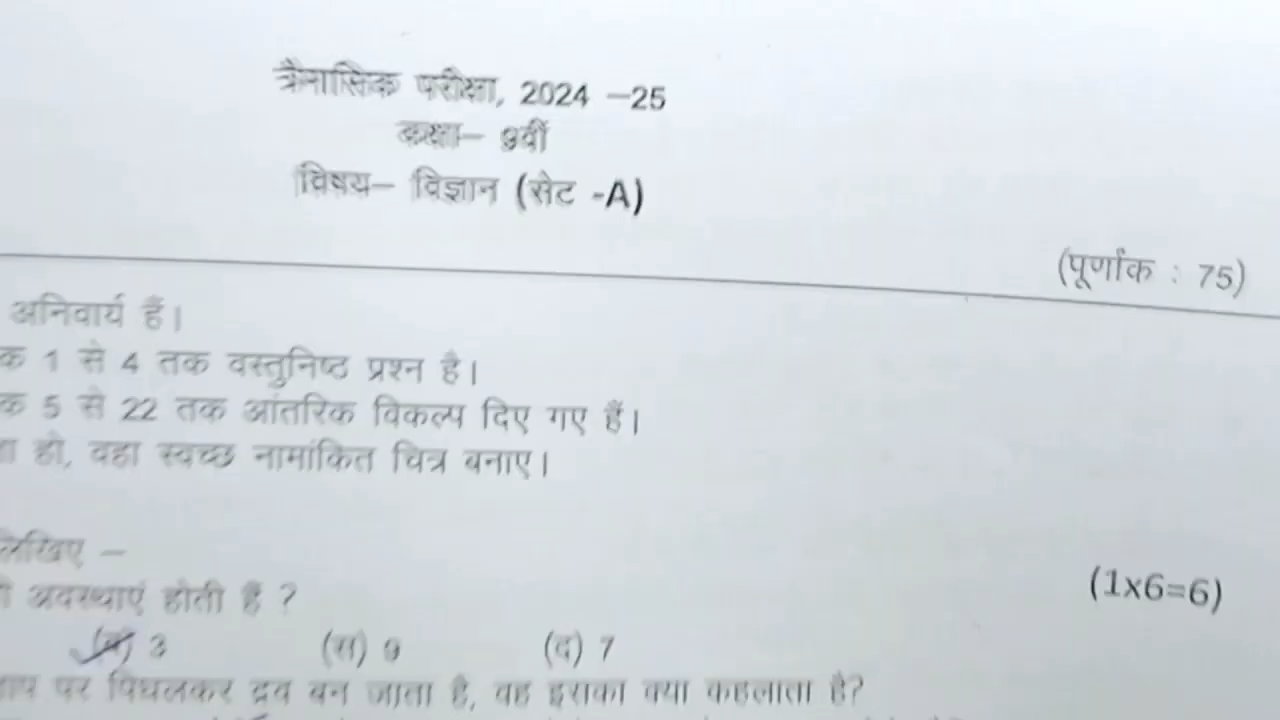 त्रैमासिक परीक्षा, 2024 –25
कक्षा– 9वीं
विषय– विज्ञान (सेट -A)
(पूर्णांक : 75)
अनिवार्य हैं।
क 1 से 4 तक वस्तुनिष्ठ प्रश्न है।
क 5 से 22 तक आंतरिक विकल्प दिए गए हैं।
हो, वहा स्वच्छ नामांकित चित्र बनाए।
लिखिए –
(1x6=6)
अवस्थाएं होती हैं ?
(ब) 3 (स) 9 (द) 7
पर पिघलकर द्रव बन जाता है, वह इसका क्या कहलाता है?